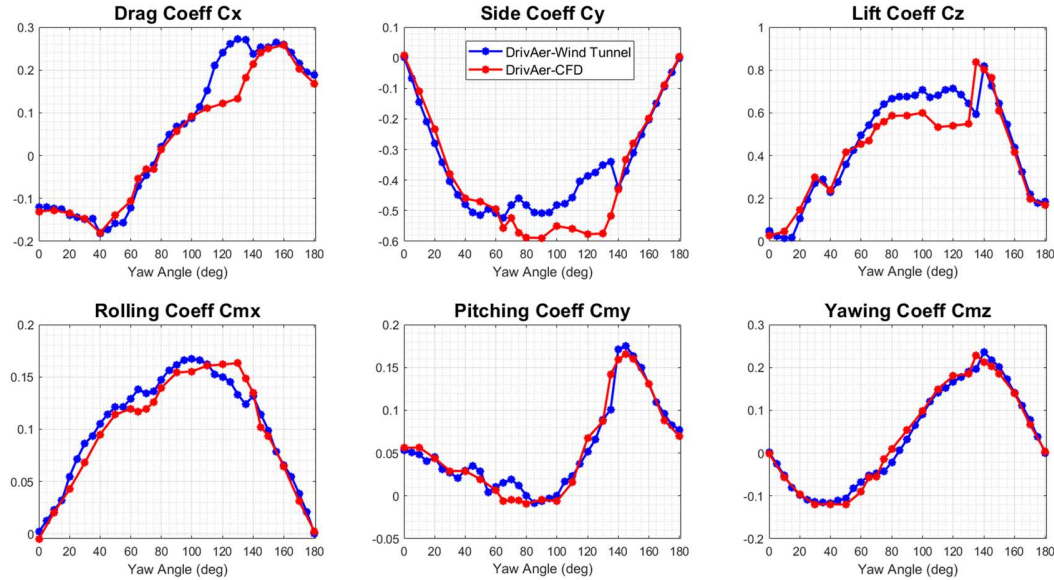 Drag Coeff Cx
0.3
0.2
0.1
0
-0.1
-0.2
0 20 40 60 80 100 120 140 160 180
Yaw Angle (deg)
Side Coeff Cy
DrivAer-Wind Tunnel
DrivAer-CFD
0
-0.1
-0.2
-0.3
-0.4
-0.5
-0.6
0 20 40 60 80 100 120 140 160 180
Yaw Angle (deg)
Lift Coeff Cz
1
0.8
0.6
0.4
0.2
0
0 20 40 60 80 100 120 140 160 180
Yaw Angle (deg)
Rolling Coeff Cmx
0.2
0.15
0.1
0.05
0
0 20 40 60 80 100 120 140 160 180
Yaw Angle (deg)
Pitching Coeff Cmy
0.2
0.15
0.1
0.05
0
-0.05
0 20 40 60 80 100 120 140 160 180
Yaw Angle (deg)
Yawing Coeff Cmz
0.3
0.2
0.1
0
-0.1
-0.2
0 20 40 60 80 100 120 140 160 180
Yaw Angle (deg)